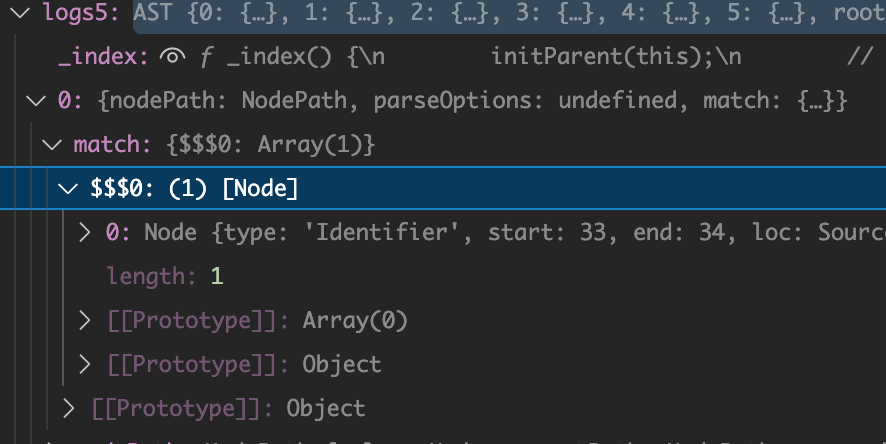 logs5: AST {0: {…}, 1: {…}, 2: {…}, 3: {…}, 4: {…}, 5: {…}, root
_index: ƒ _index() {\n initParent(this);\n //
0: {nodePath: NodePath, parseOptions: undefined, match: {…}}
match: {$$$0: Array(1)}
$$$0: (1) [Node]
0: Node {type: 'Identifier', start: 33, end: 34, loc: Sourc
length: 1
[[Prototype]]: Array(0)
[[Prototype]]: Object
[[Prototype]]: Object